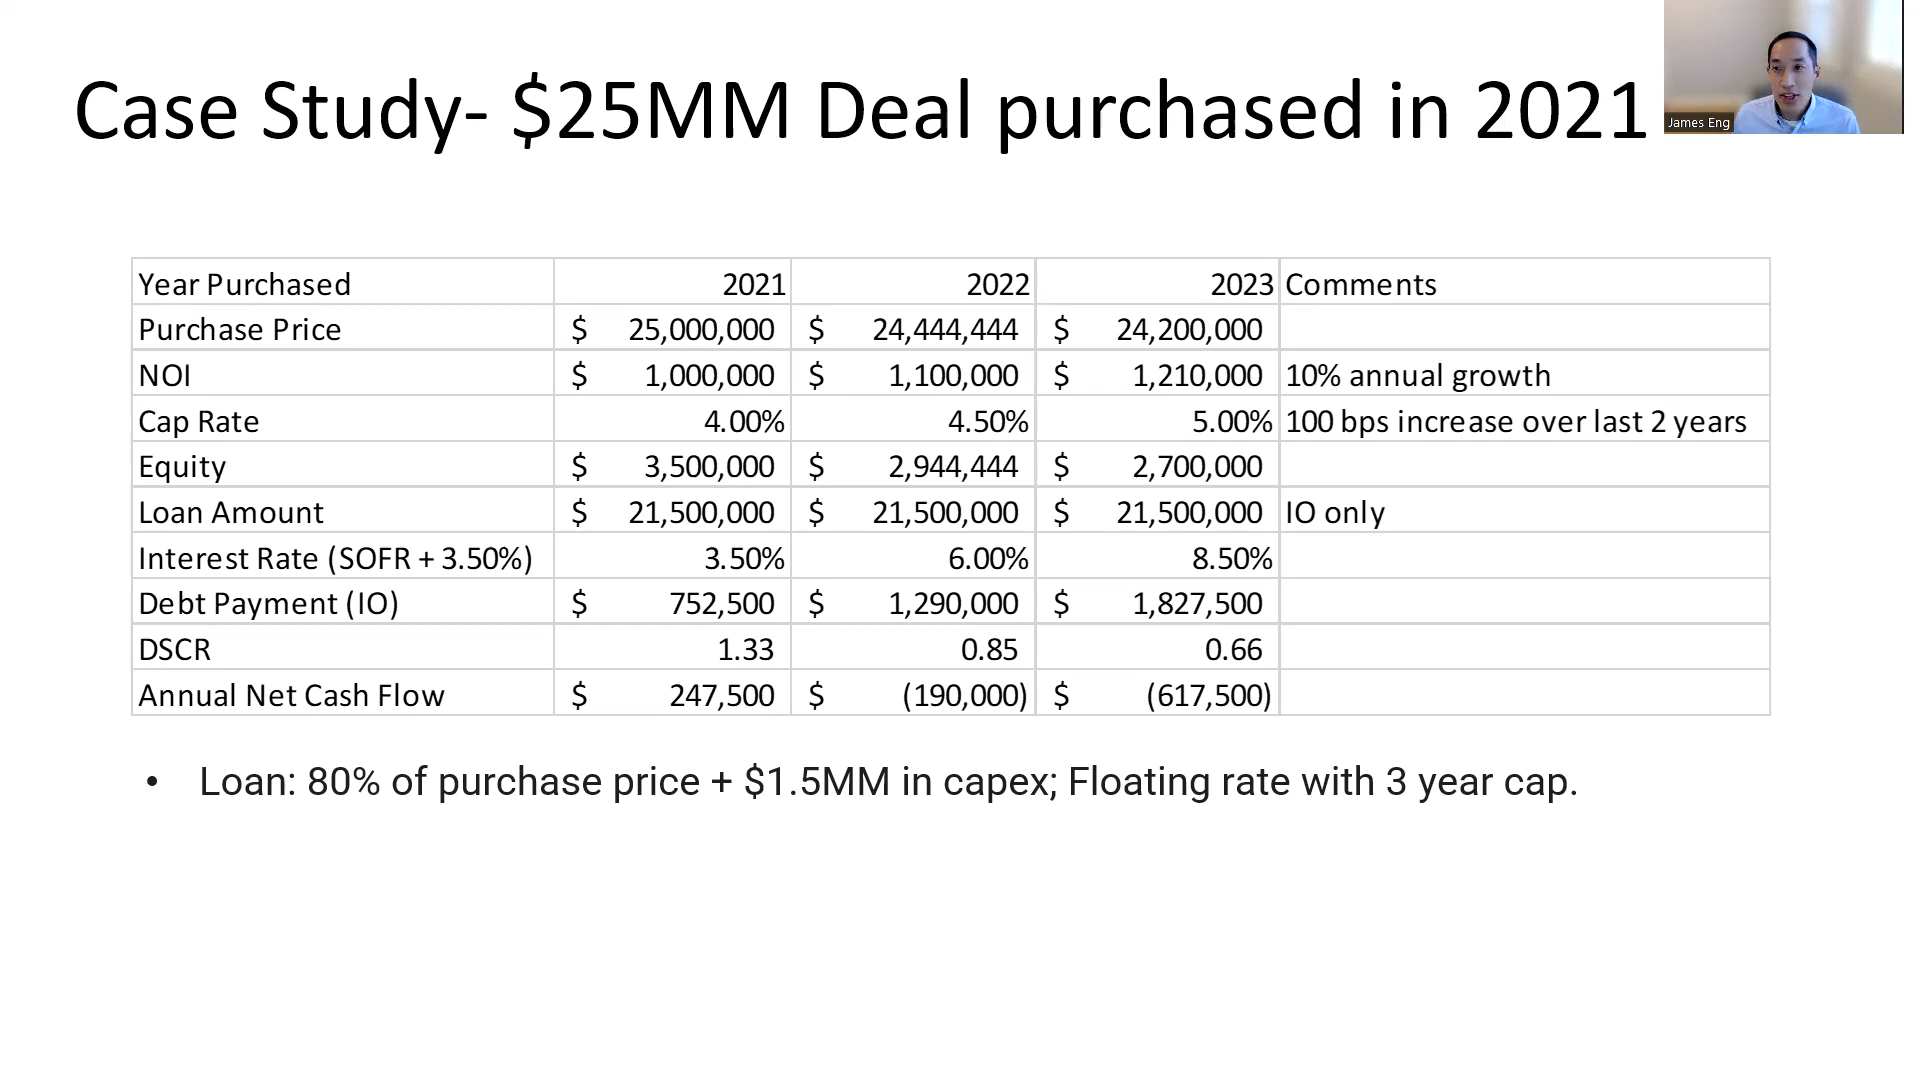 Case Study- $25MM Deal purchased in 2021
James Eng
Year Purchased 2021 2022 2023 Comments
Purchase Price $ 25,000,000 $ 24,444,444 $ 24,200,000
NOI $ 1,000,000 $ 1,100,000 $ 1,210,000 10% annual growth
Cap Rate 4.00% 4.50% 5.00% 100 bps increase over last 2 years
Equity $ 3,500,000 $ 2,944,444 $ 2,700,000
Loan Amount $ 21,500,000 $ 21,500,000 $ 21,500,000 IO only
Interest Rate (SOFR + 3.50%) 3.50% 6.00% 8.50%
Debt Payment (IO) $ 752,500 $ 1,290,000 $ 1,827,500
DSCR 1.33 0.85 0.66
Annual Net Cash Flow $ 247,500 $ (190,000) $ (617,500)
• Loan: 80% of purchase price + $1.5MM in capex; Floating rate with 3 year cap.